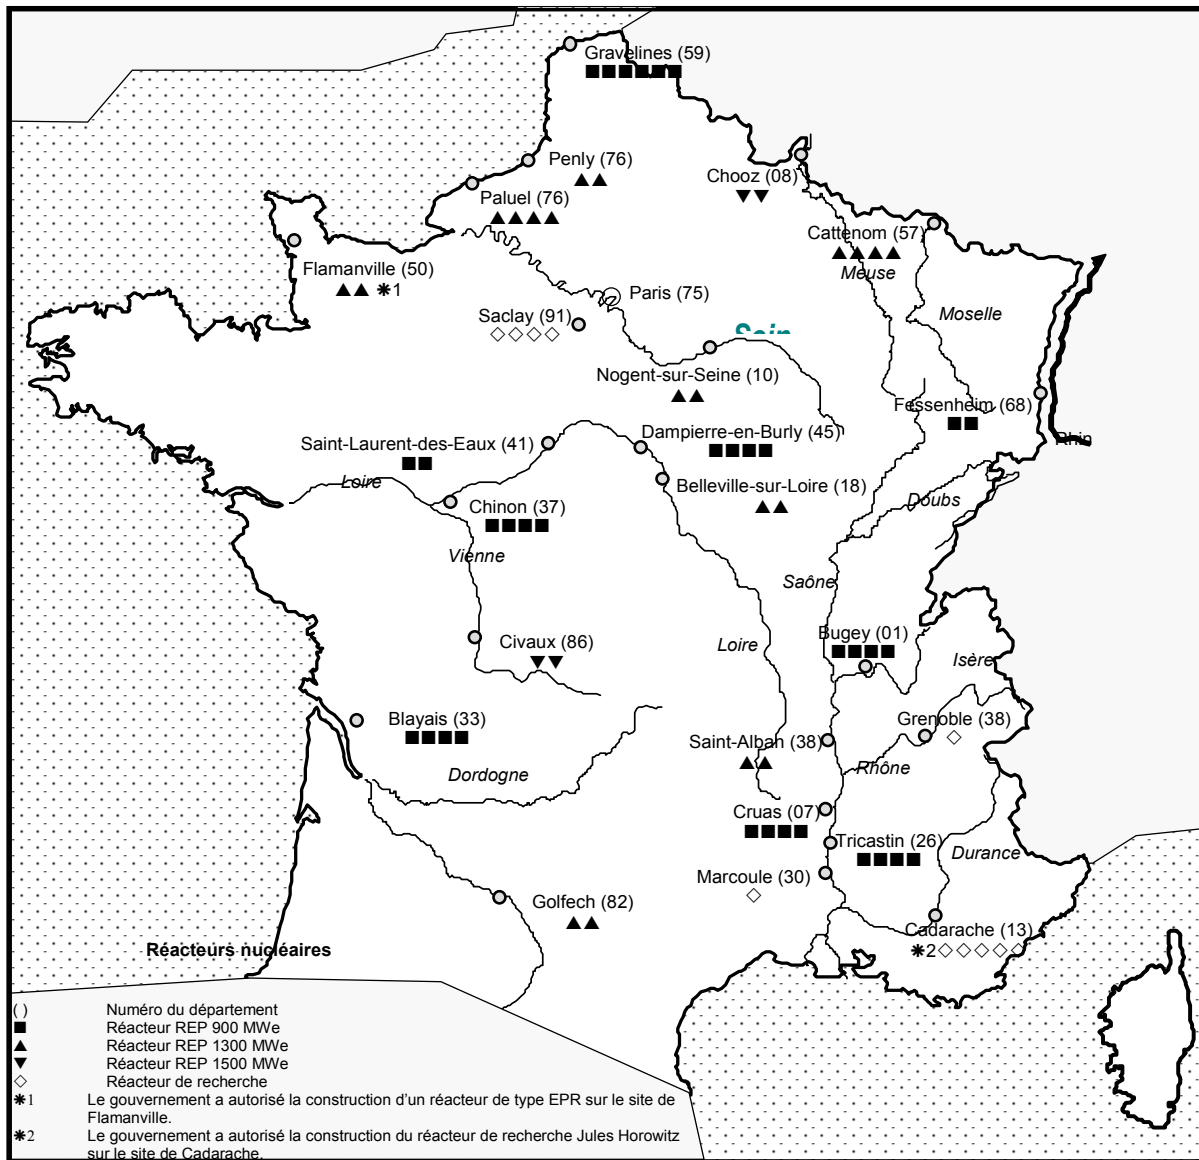 Gravelines (59)
Penly (76)
Chooz (08)
Paluel (76)
Cattenom (57)
Flamanville (50)
✱1
Meuse
Paris (75)
Saclay (91)
Moselle
Nogent-sur-Seine (10)
Fessenheim (68)
Saint-Laurent-des-Eaux (41)
Dampierre-en-Burly (45)
Rhin
Loire
Belleville-sur-Loire (18)
Doubs
Chinon (37)
Vienne
Saône
Civaux (86)
Loire
Bugey (01)
Isère
Blayais (33)
Grenoble (38)
Saint-Alban (38)
Dordogne
Rhône
Cruas (07)
Tricastin (26)
Durance
Marcoule (30)
Golfech (82)
Cadarache (13)
✱2
Réacteurs nucléaires
( ) Numéro du département
■ Réacteur REP 900 MWe
▲ Réacteur REP 1300 MWe
▼ Réacteur REP 1500 MWe
◇ Réacteur de recherche
✱1 Le gouvernement a autorisé la construction d'un réacteur de type EPR sur le site de
Flamanville.
✱2 Le gouvernement a autorisé la construction du réacteur de recherche Jules Horowitz
sur le site de Cadarache.